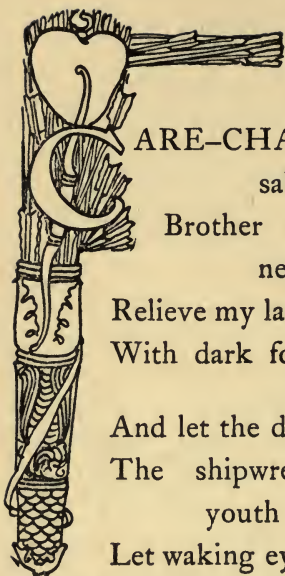 CARE–CHA
sa
Brother
ne
Relieve my la
With dark fo
And let the d
The shipwre
youth
Let waking ey